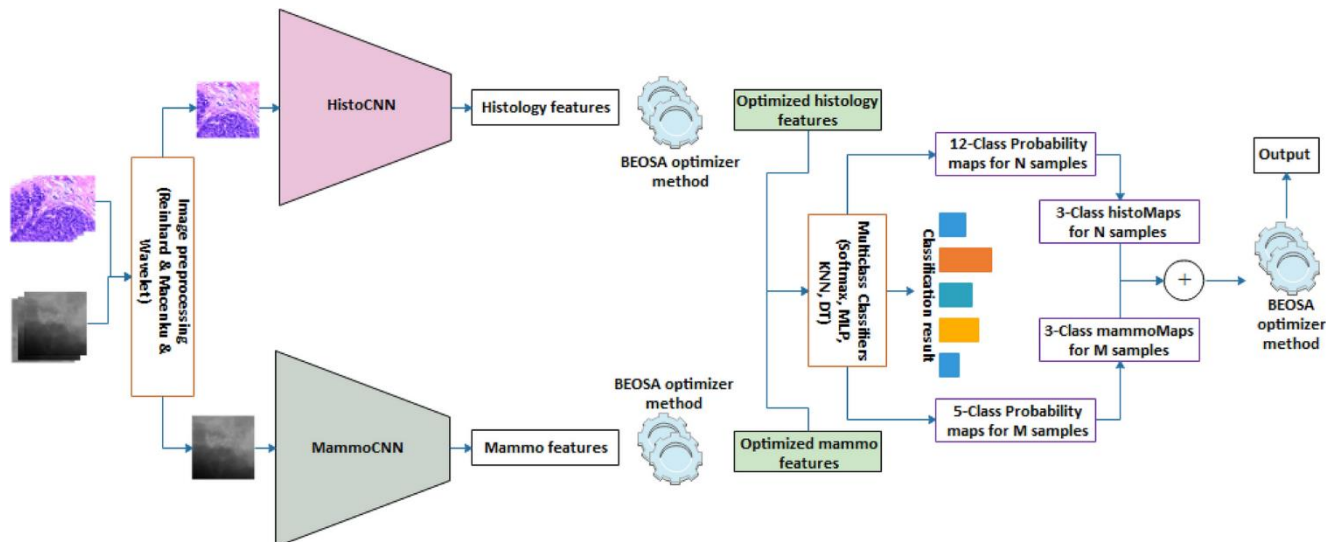 Image preprocessing
(Reinhard & Macenku &
Wavelet)
HistoCNN
Histology features
BEOSA optimizer
method
Optimized histology
features
MammoCNN
Mammo features
BEOSA optimizer
method
Optimized mammo
features
Multiclass Classifiers
(Softmax, MLP,
KNN, DT)
Classification result
12-Class Probability
maps for N samples
3-Class histoMaps
for N samples
+
3-Class mammoMaps
for M samples
5-Class Probability
maps for M samples
Output
BEOSA
optimizer
method